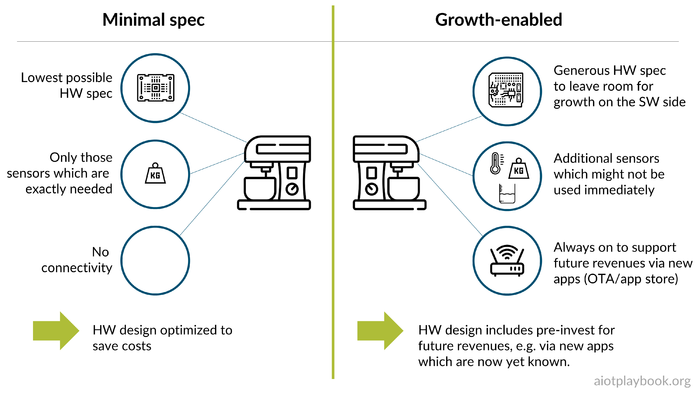 Minimal spec
Lowest possible
HW spec
Only those
sensors which are
exactly needed
KG
No
connectivity
HW design optimized to
save costs
Growth-enabled
Generous HW spec
to leave room for
growth on the SW side
KG
Additional sensors
which might not be
used immediately
Always on to support
future revenues via new
apps (OTA/app store)
HW design includes pre-invest for
future revenues, e.g. via new apps
which are now yet known.
aiotplaybook.org